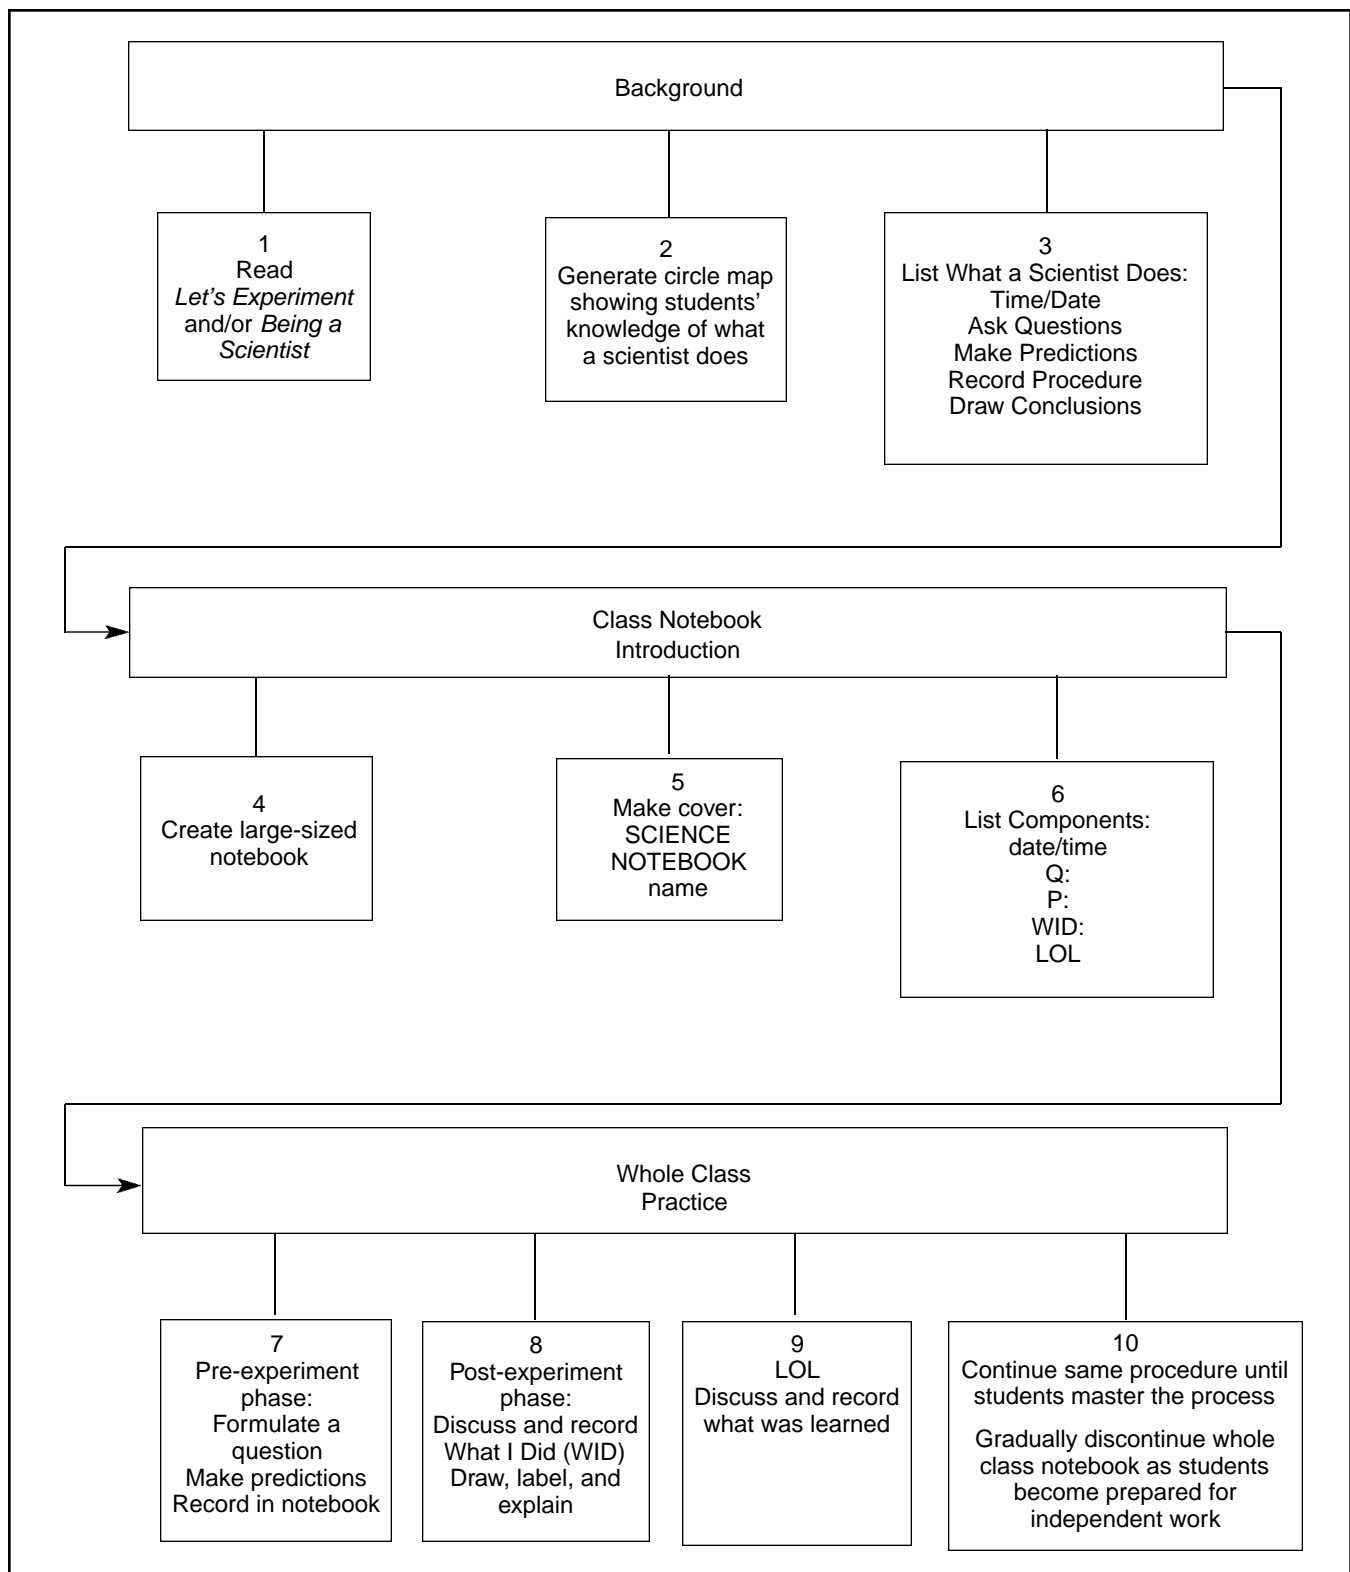 Background
1
Read
Let's Experiment
and/or Being a
Scientist
2
Generate circle map
showing students’
knowledge of what
a scientist does
3
List What a Scientist Does:
Time/Date
Ask Questions
Make Predictions
Record Procedure
Draw Conclusions
Class Notebook
Introduction
4
Create large-sized
notebook
5
Make cover:
SCIENCE
NOTEBOOK
name
6
List Components:
date/time
Q:
P:
WID:
LOL
Whole Class
Practice
7
Pre-experiment
phase:
Formulate a
question
Make predictions
Record in notebook
8
Post-experiment
phase:
Discuss and record
What I Did (WID)
Draw, label, and
explain
9
LOL
Discuss and record
what was learned
10
Continue same procedure until
students master the process
Gradually discontinue whole
class notebook as students
become prepared for
independent work